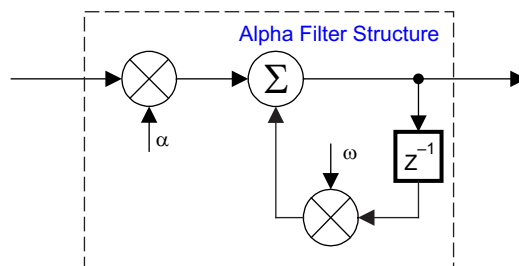 Alpha Filter Structure
Σ
α
ω
Z⁻¹